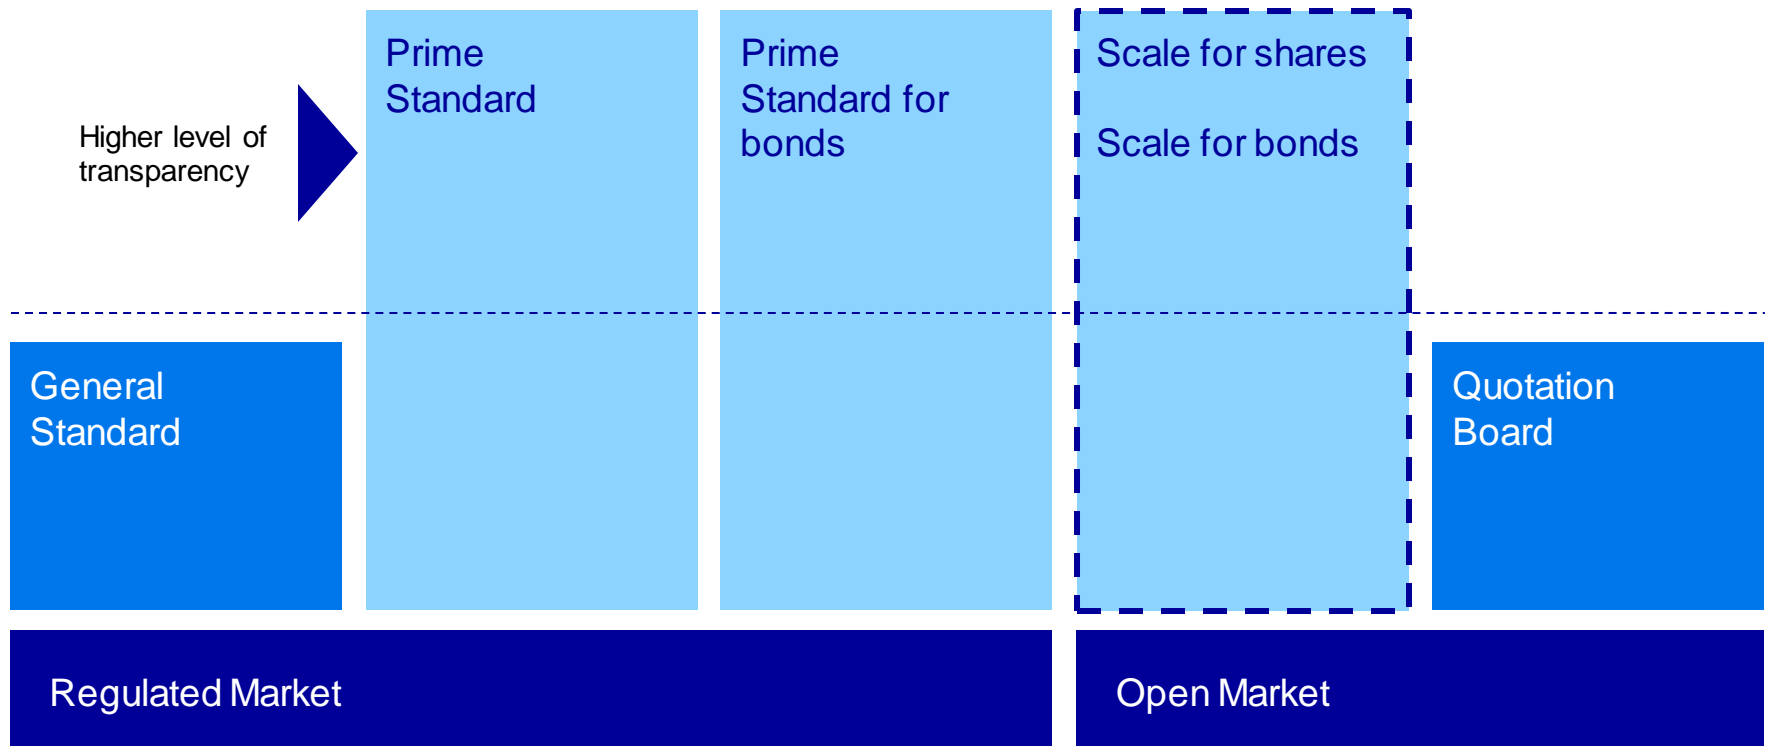 Higher level of
transparency
Prime
Standard
Prime
Standard for
bonds
Scale for shares
Scale for bonds
General
Standard
Quotation
Board
Regulated Market
Open Market